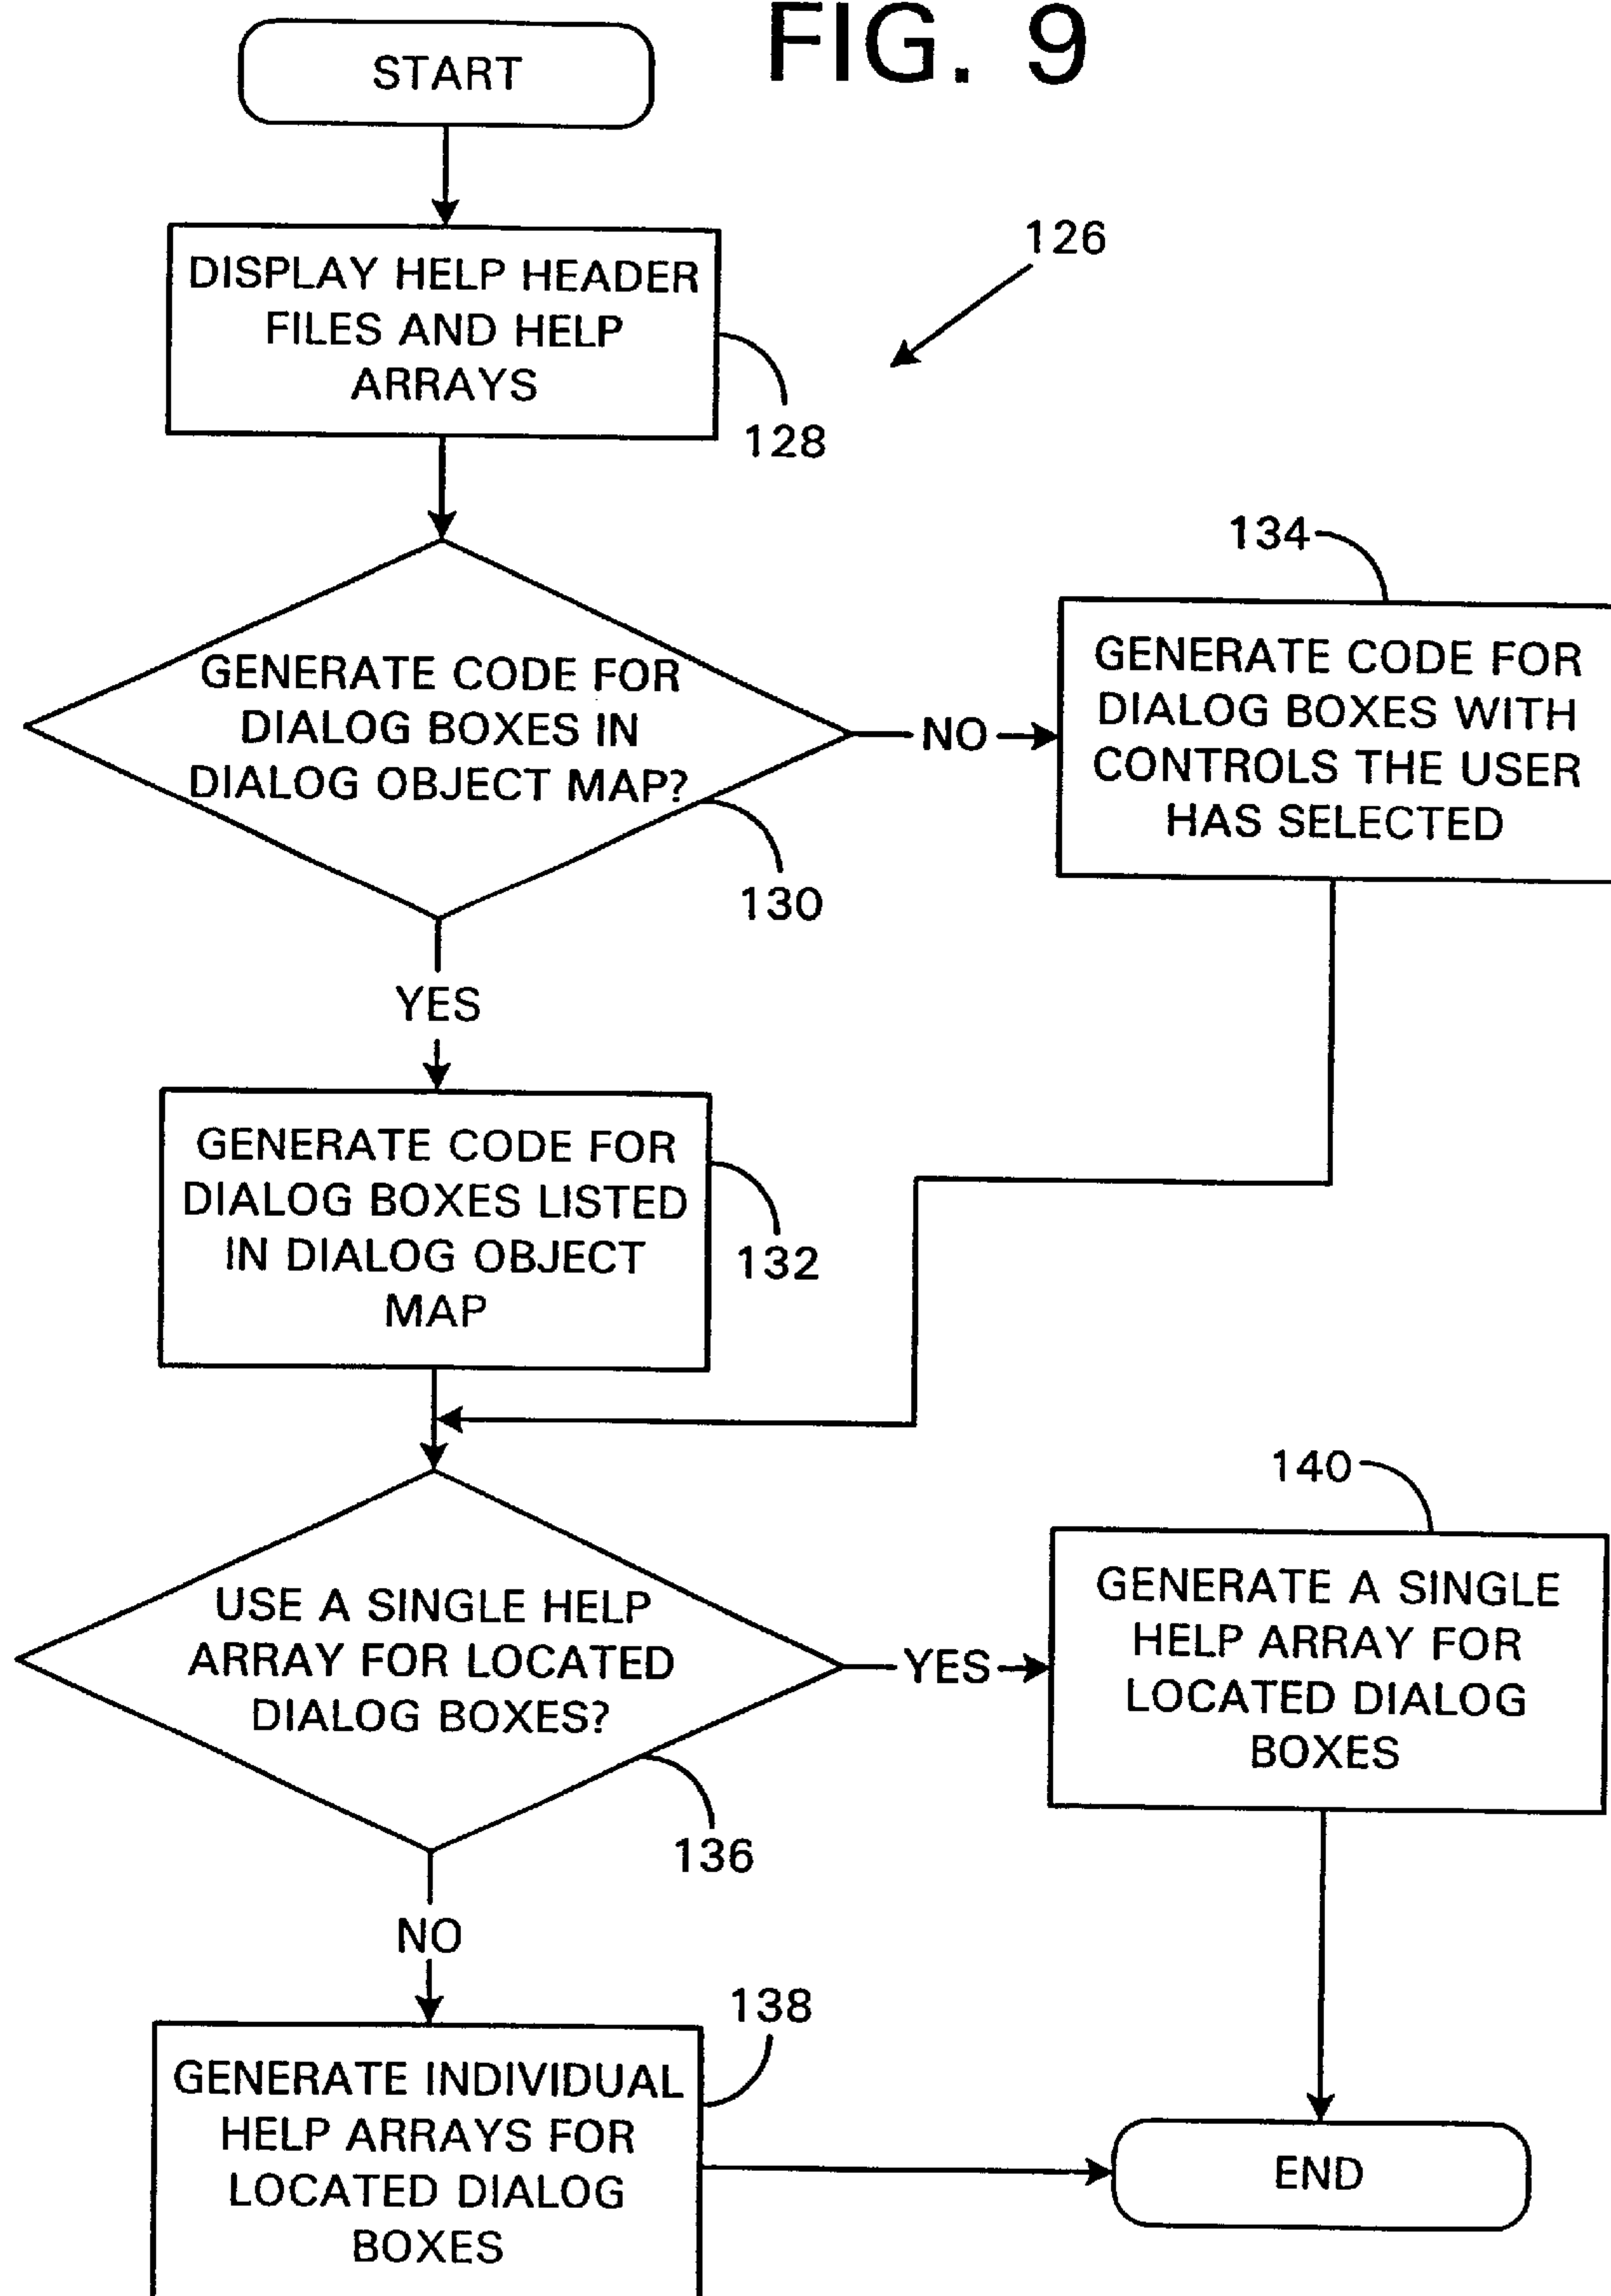 FIG. 9
START
DISPLAY HELP HEADER
FILES AND HELP
ARRAYS
126
128
GENERATE CODE FOR
DIALOG BOXES IN
DIALOG OBJECT MAP?
130
NO
134
GENERATE CODE FOR
DIALOG BOXES WITH
CONTROLS THE USER
HAS SELECTED
YES
GENERATE CODE FOR
DIALOG BOXES LISTED
IN DIALOG OBJECT
MAP
132
USE A SINGLE HELP
ARRAY FOR LOCATED
DIALOG BOXES?
136
YES
140
GENERATE A SINGLE
HELP ARRAY FOR
LOCATED DIALOG
BOXES
NO
138
GENERATE INDIVIDUAL
HELP ARRAYS FOR
LOCATED DIALOG
BOXES
END